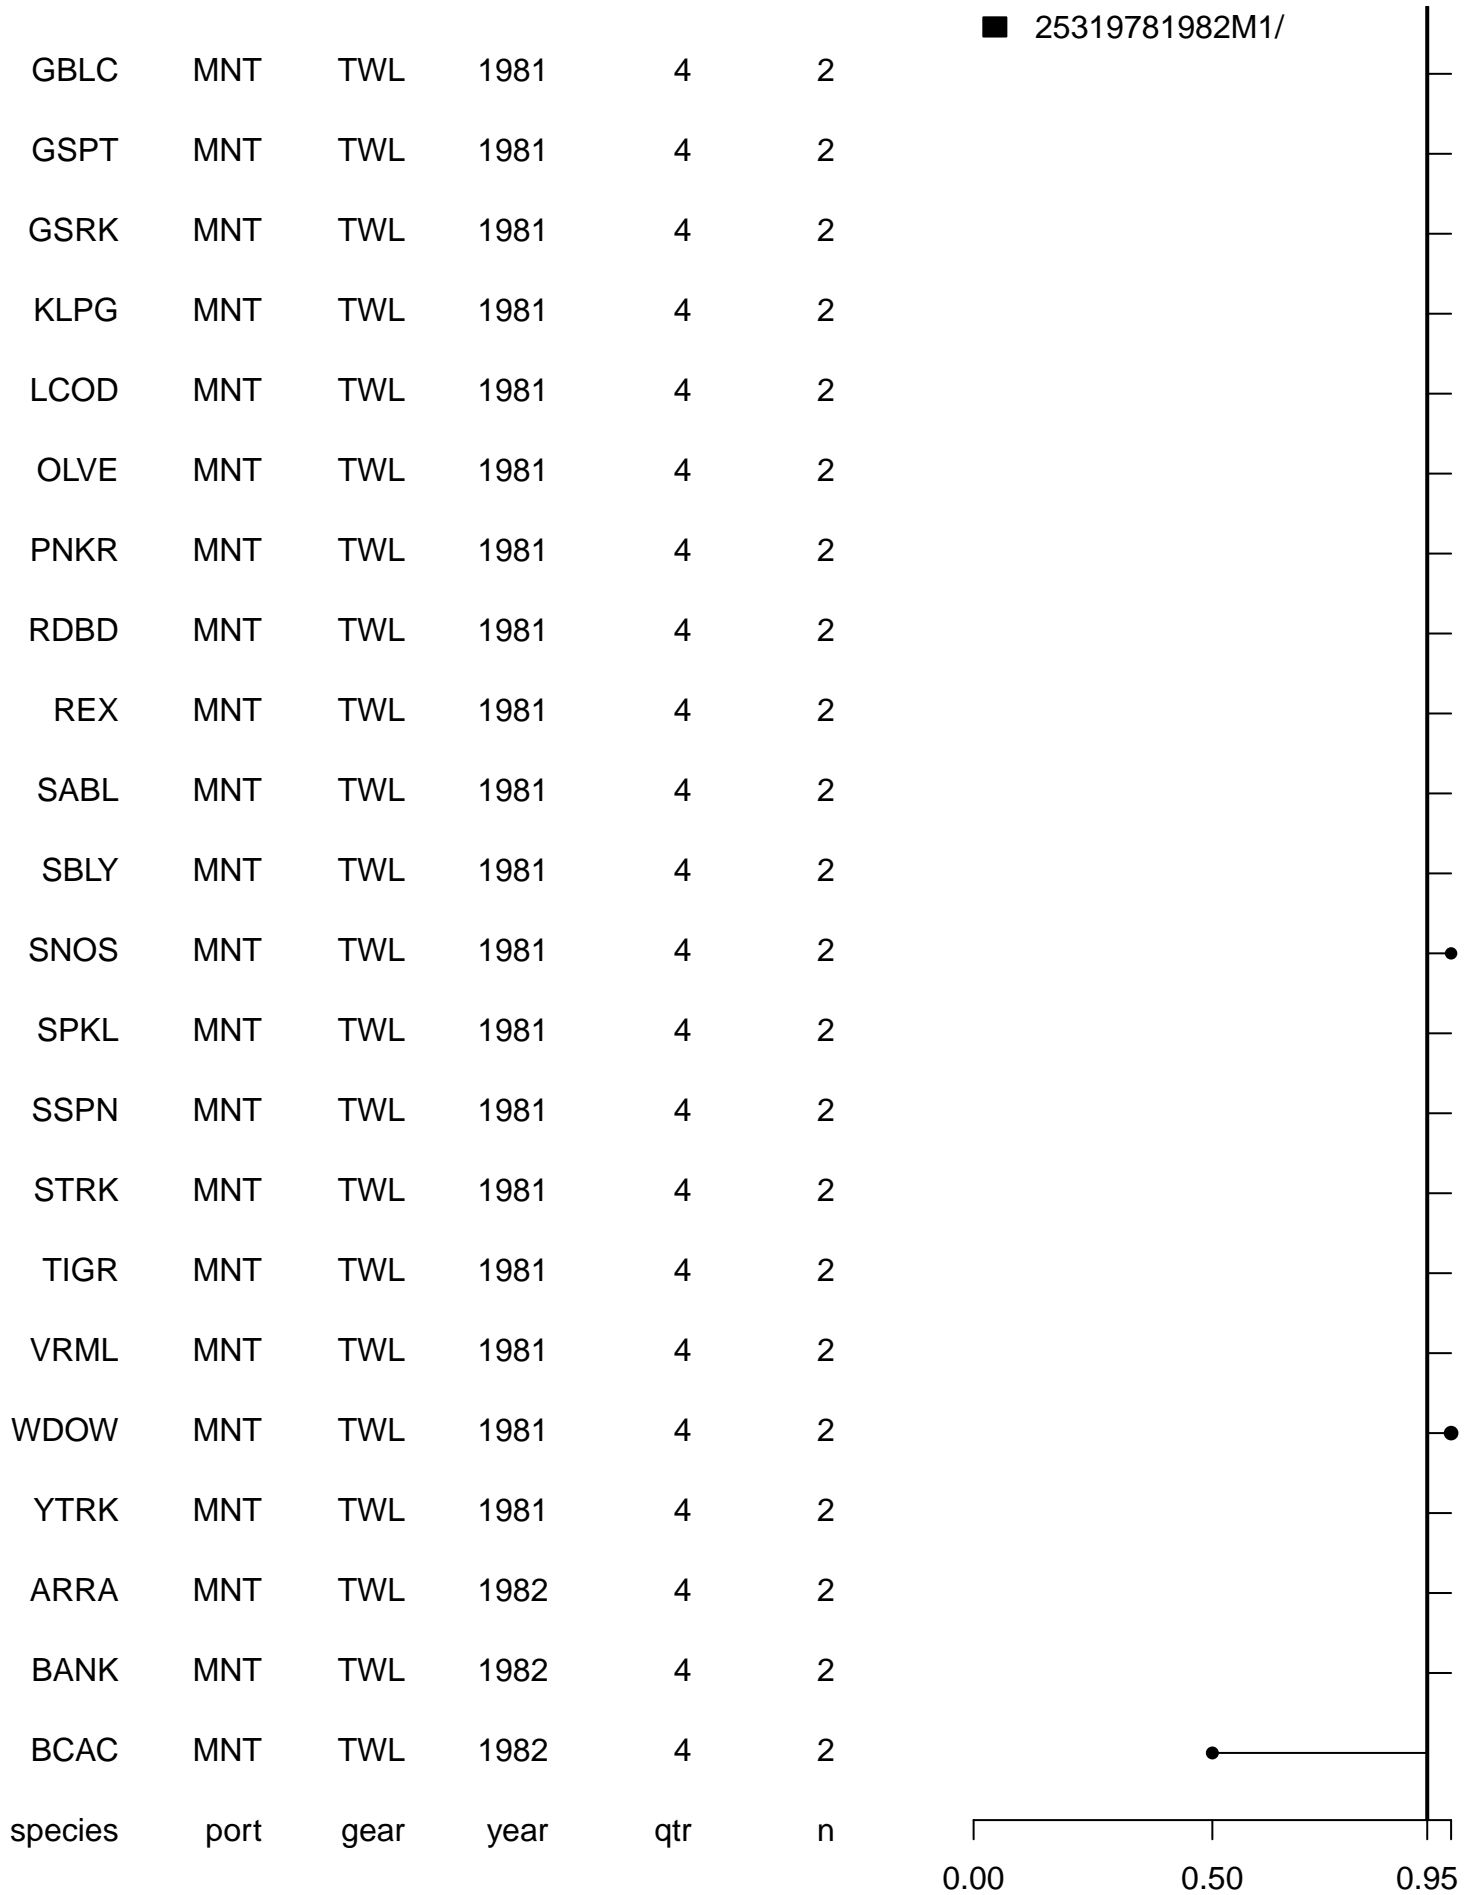 25319781982M1/
GBLC MNT TWL 1981 4 2
GSPT MNT TWL 1981 4 2
GSRK MNT TWL 1981 4 2
KLPG MNT TWL 1981 4 2
LCOD MNT TWL 1981 4 2
OLVE MNT TWL 1981 4 2
PNKR MNT TWL 1981 4 2
RDBD MNT TWL 1981 4 2
REX MNT TWL 1981 4 2
SABL MNT TWL 1981 4 2
SBLY MNT TWL 1981 4 2
SNOS MNT TWL 1981 4 2
SPKL MNT TWL 1981 4 2
SSPN MNT TWL 1981 4 2
STRK MNT TWL 1981 4 2
TIGR MNT TWL 1981 4 2
VRML MNT TWL 1981 4 2
WDOW MNT TWL 1981 4 2
YTRK MNT TWL 1981 4 2
ARRA MNT TWL 1982 4 2
BANK MNT TWL 1982 4 2
BCAC MNT TWL 1982 4 2
species port gear year qtr n
0.00 0.50 0.95